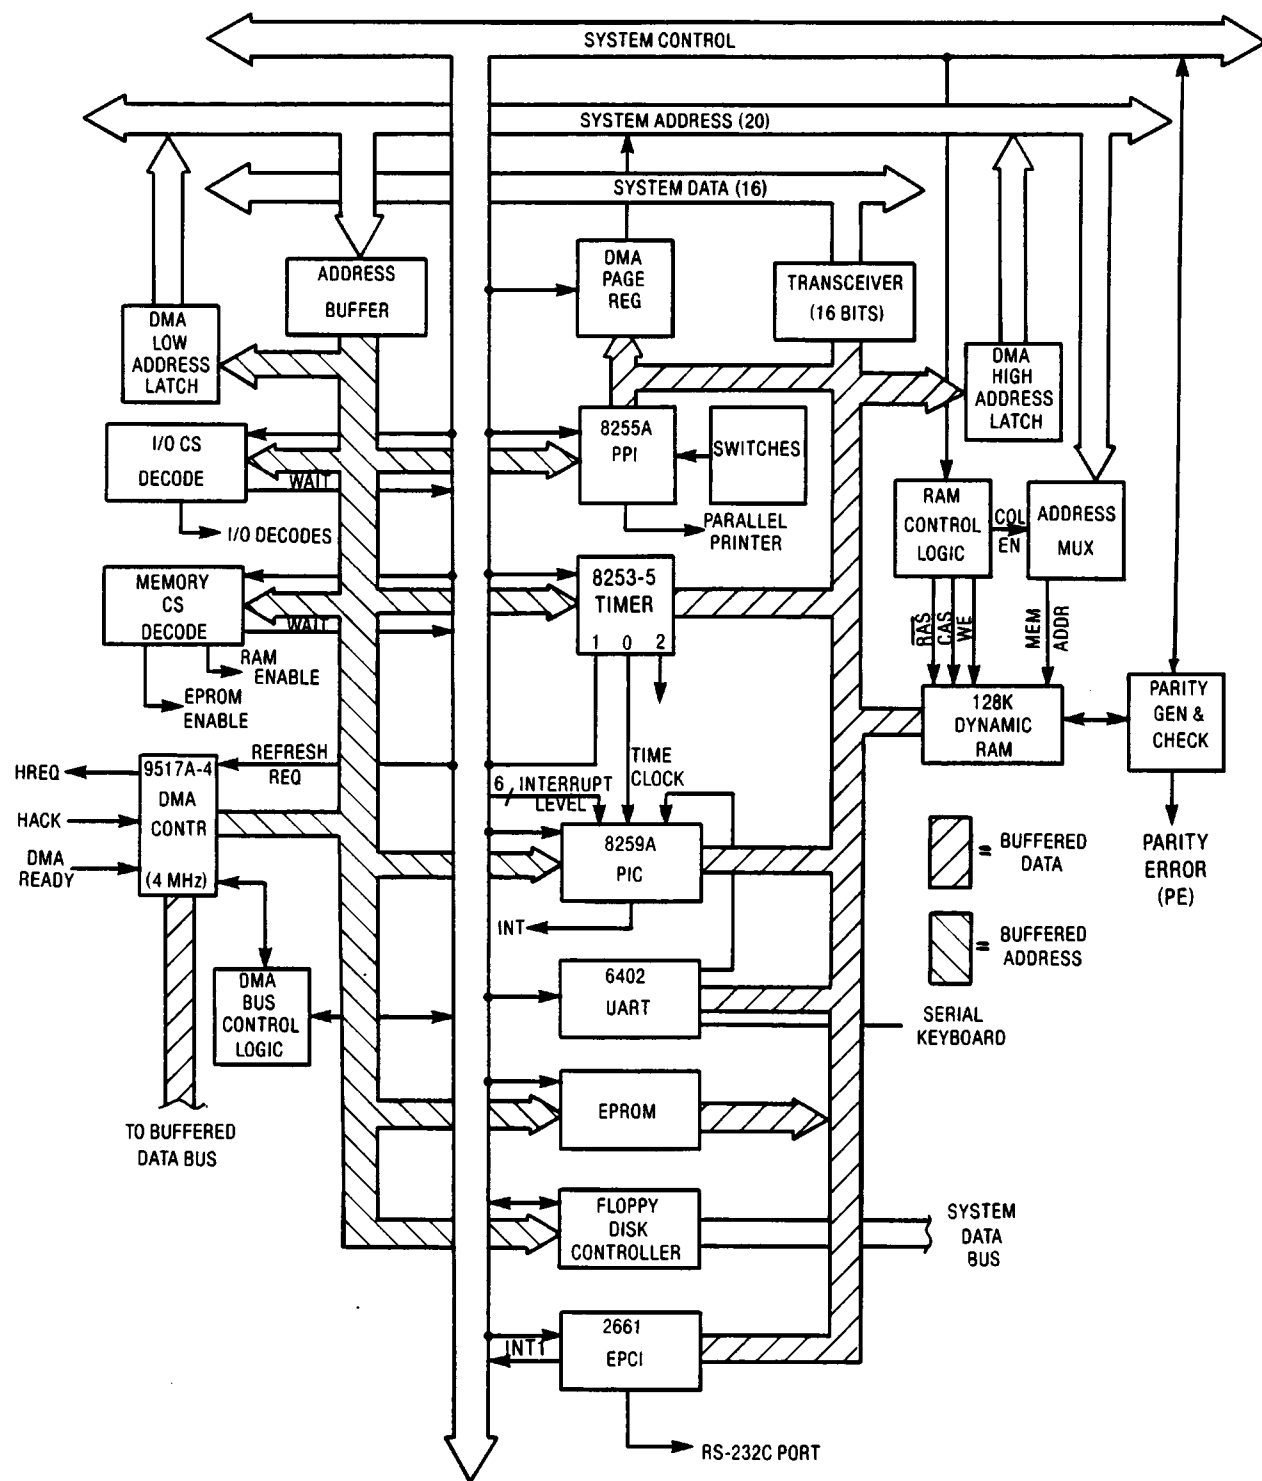 SYSTEM CONTROL
SYSTEM ADDRESS (20)
SYSTEM DATA (16)
ADDRESS
BUFFER
DMA
PAGE
REG
TRANSCEIVER
(16 BITS)
DMA
LOW
ADDRESS
LATCH
DMA
HIGH
ADDRESS
LATCH
I/O CS
DECODE
WAIT
I/O DECODES
8255A
PPI
SWITCHES
PARALLEL
PRINTER
RAM
CONTROL
LOGIC
COL
EN
ADDRESS
MUX
MEMORY
CS
DECODE
WAIT
RAM
ENABLE
EPROM
ENABLE
8253-5
TIMER
1 0 2
RAS
CAS
WE
MEM
ADDR
128K
DYNAMIC
RAM
PARITY
GEN &
CHECK
PARITY
ERROR
(PE)
HREQ
HACK
DMA
READY
9517A-4
DMA
CONTR
(4 MHz)
REFRESH
REQ
TIME
CLOCK
6 INTERRUPT
LEVEL
8259A
PIC
INT
= BUFFERED
DATA
= BUFFERED
ADDRESS
DMA
BUS
CONTROL
LOGIC
6402
UART
SERIAL
KEYBOARD
TO BUFFERED
DATA BUS
EPROM
FLOPPY
DISK
CONTROLLER
SYSTEM
DATA
BUS
2661
EPCI
INT1
RS-232C PORT